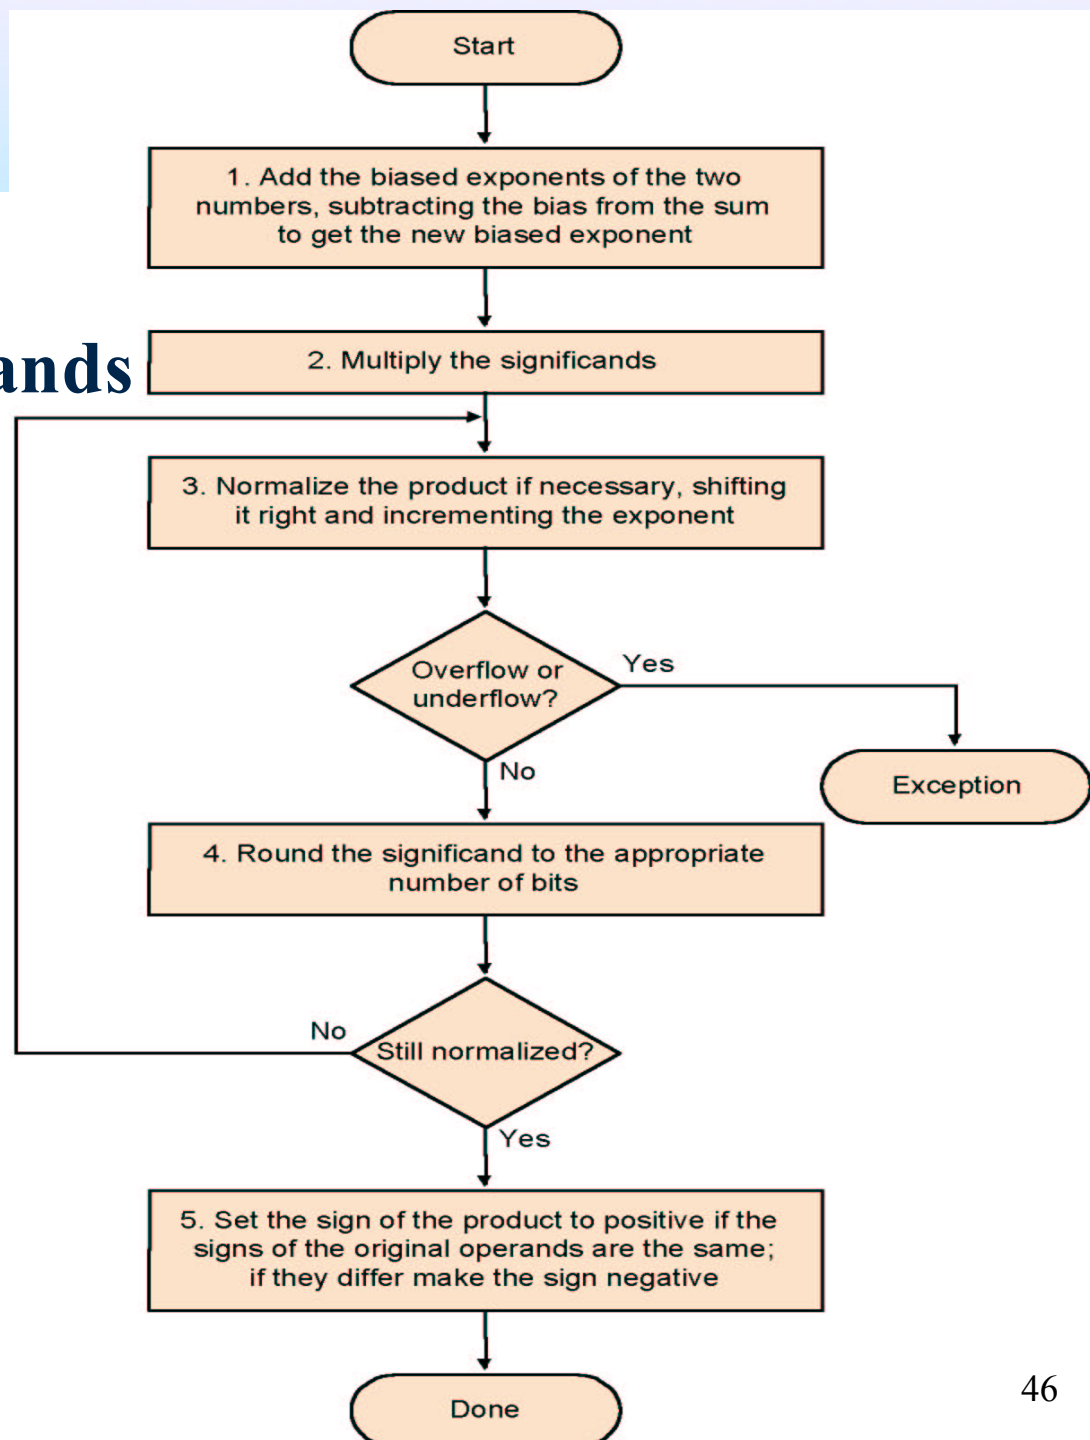 Start
1. Add the biased exponents of the two
numbers, subtracting the bias from the sum
to get the new biased exponent
ands
2. Multiply the significands
3. Normalize the product if necessary, shifting
it right and incrementing the exponent
Overflow or
underflow?
Yes
No
Exception
4. Round the significand to the appropriate
number of bits
No
Still normalized?
Yes
5. Set the sign of the product to positive if the
signs of the original operands are the same;
if they differ make the sign negative
Done
46